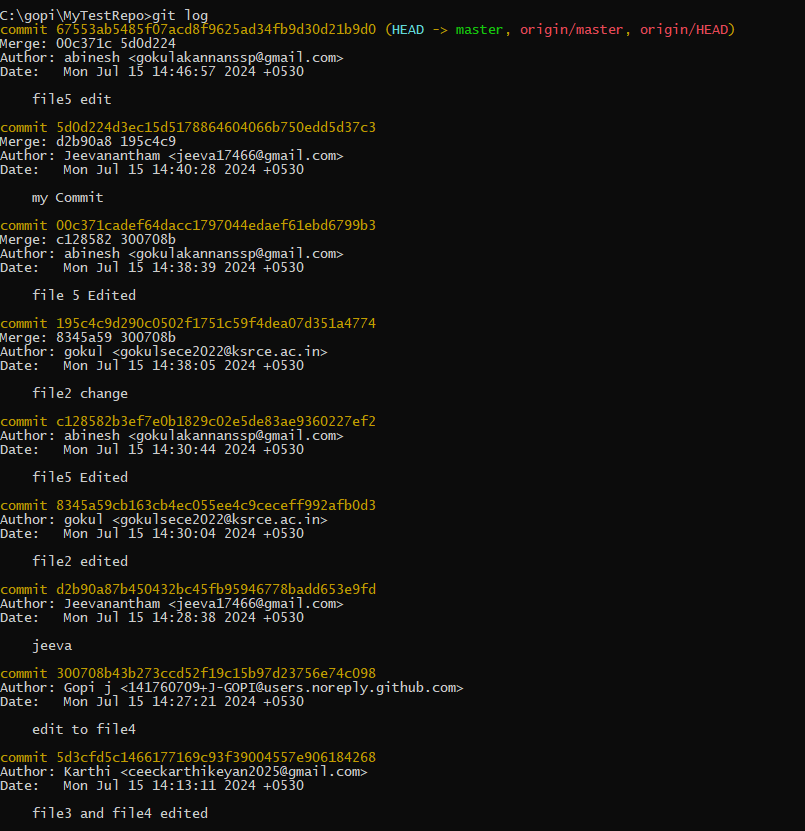 C:\gopi\MyTestRepo>git log
commit 67553ab5485f07acd8f9625ad34fb9d30d21b9d0 (HEAD -> master, origin/master, origin/HEAD)
Merge: 00c371c 5d0d224
Author: abinesh <gokulakannanssp@gmail.com>
Date:   Mon Jul 15 14:46:57 2024 +0530
file5 edit
commit 5d0d224d3ec15d5178864604066b750edd5d37c3
Merge: d2b90a8 195c4c9
Author: Jeevanantham <jeeva17466@gmail.com>
Date:   Mon Jul 15 14:40:28 2024 +0530
my Commit
commit 00c371cadef64dacc1797044edaef61ebd6799b3
Merge: c128582 300708b
Author: abinesh <gokulakannanssp@gmail.com>
Date:   Mon Jul 15 14:38:39 2024 +0530
file 5 Edited
commit 195c4c9d290c0502f1751c59f4dea07d351a4774
Merge: 8345a59 300708b
Author: gokul <gokulsece2022@ksrce.ac.in>
Date:   Mon Jul 15 14:38:05 2024 +0530
file2 change
commit c128582b3ef7e0b1829c02e5de83ae9360227ef2
Author: abinesh <gokulakannanssp@gmail.com>
Date:   Mon Jul 15 14:30:44 2024 +0530
file5 Edited
commit 8345a59cb163cb4ec055ee4c9ceceff992afb0d3
Author: gokul <gokulsece2022@ksrce.ac.in>
Date:   Mon Jul 15 14:30:04 2024 +0530
file2 edited
commit d2b90a87b450432bc45fb95946778badd653e9fd
Author: Jeevanantham <jeeva17466@gmail.com>
Date:   Mon Jul 15 14:28:38 2024 +0530
jeeva
commit 300708b43b273ccd52f19c15b97d23756e74c098
Author: Gopi j <141760709+J-GOPI@users.noreply.github.com>
Date:   Mon Jul 15 14:27:21 2024 +0530
edit to file4
commit 5d3cfd5c1466177169c93f39004557e906184268
Author: Karthi <ceeckarthikeyan2025@gmail.com>
Date:   Mon Jul 15 14:13:11 2024 +0530
file3 and file4 edited